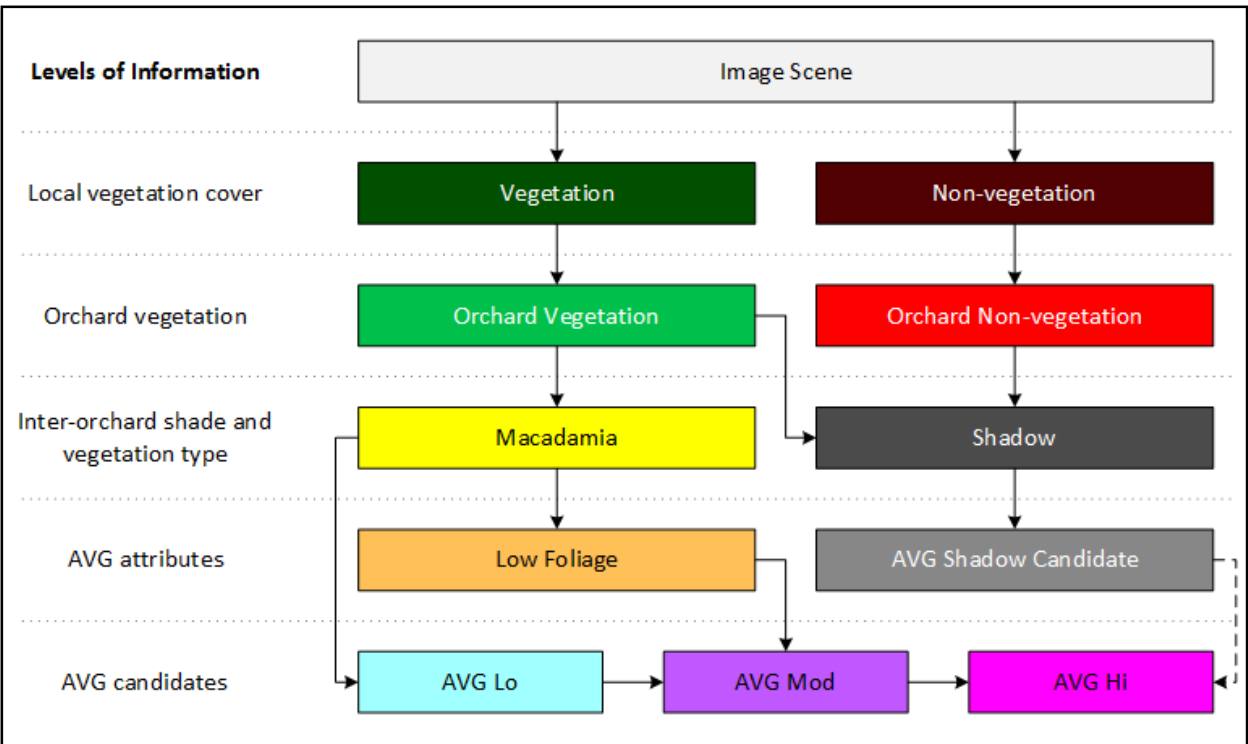 Levels of Information
Image Scene
Local vegetation cover
Vegetation
Non-vegetation
Orchard vegetation
Orchard Vegetation
Orchard Non-vegetation
Inter-orchard shade and
vegetation type
Macadamia
Shadow
AVG attributes
Low Foliage
AVG Shadow Candidate
AVG candidates
AVG Lo
AVG Mod
AVG Hi